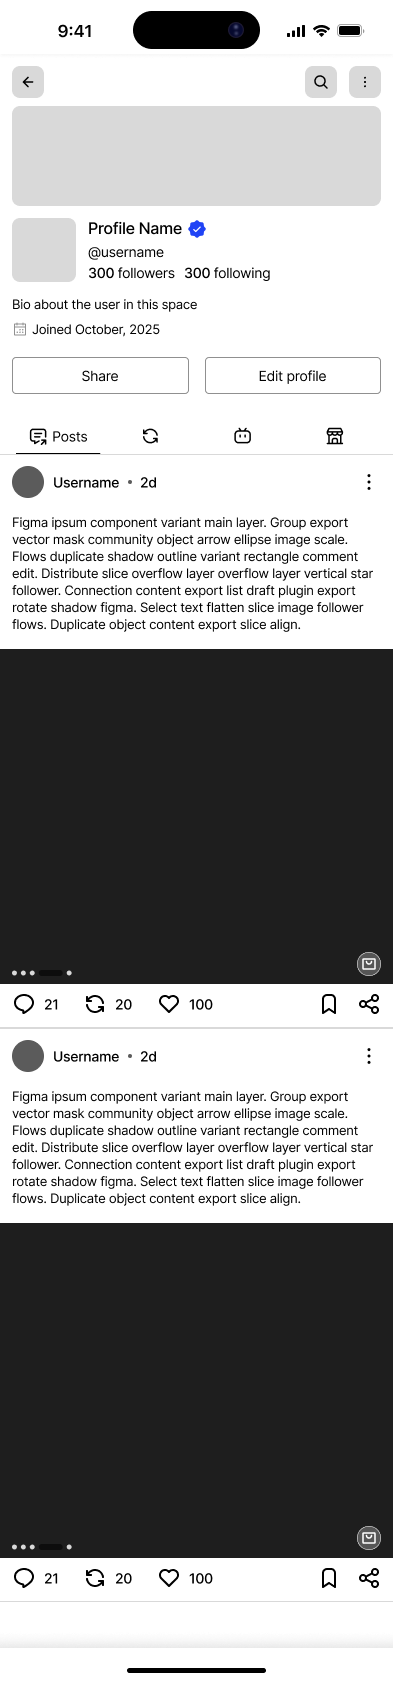 9:41
Profile Name
@username
300 followers 300 following
Bio about the user in this space
Joined October, 2025
Share
Edit profile
Posts
Username • 2d
Figma ipsum component variant main layer. Group export
vector mask community object arrow ellipse image scale.
Flows duplicate shadow outline variant rectangle comment
edit. Distribute slice overflow layer overflow layer vertical star
follower. Connection content export list draft plugin export
rotate shadow figma. Select text flatten slice image follower
flows. Duplicate object content export slice align.
21 20 100
Username • 2d
Figma ipsum component variant main layer. Group export
vector mask community object arrow ellipse image scale.
Flows duplicate shadow outline variant rectangle comment
edit. Distribute slice overflow layer overflow layer vertical star
follower. Connection content export list draft plugin export
rotate shadow figma. Select text flatten slice image follower
flows. Duplicate object content export slice align.
21 20 100